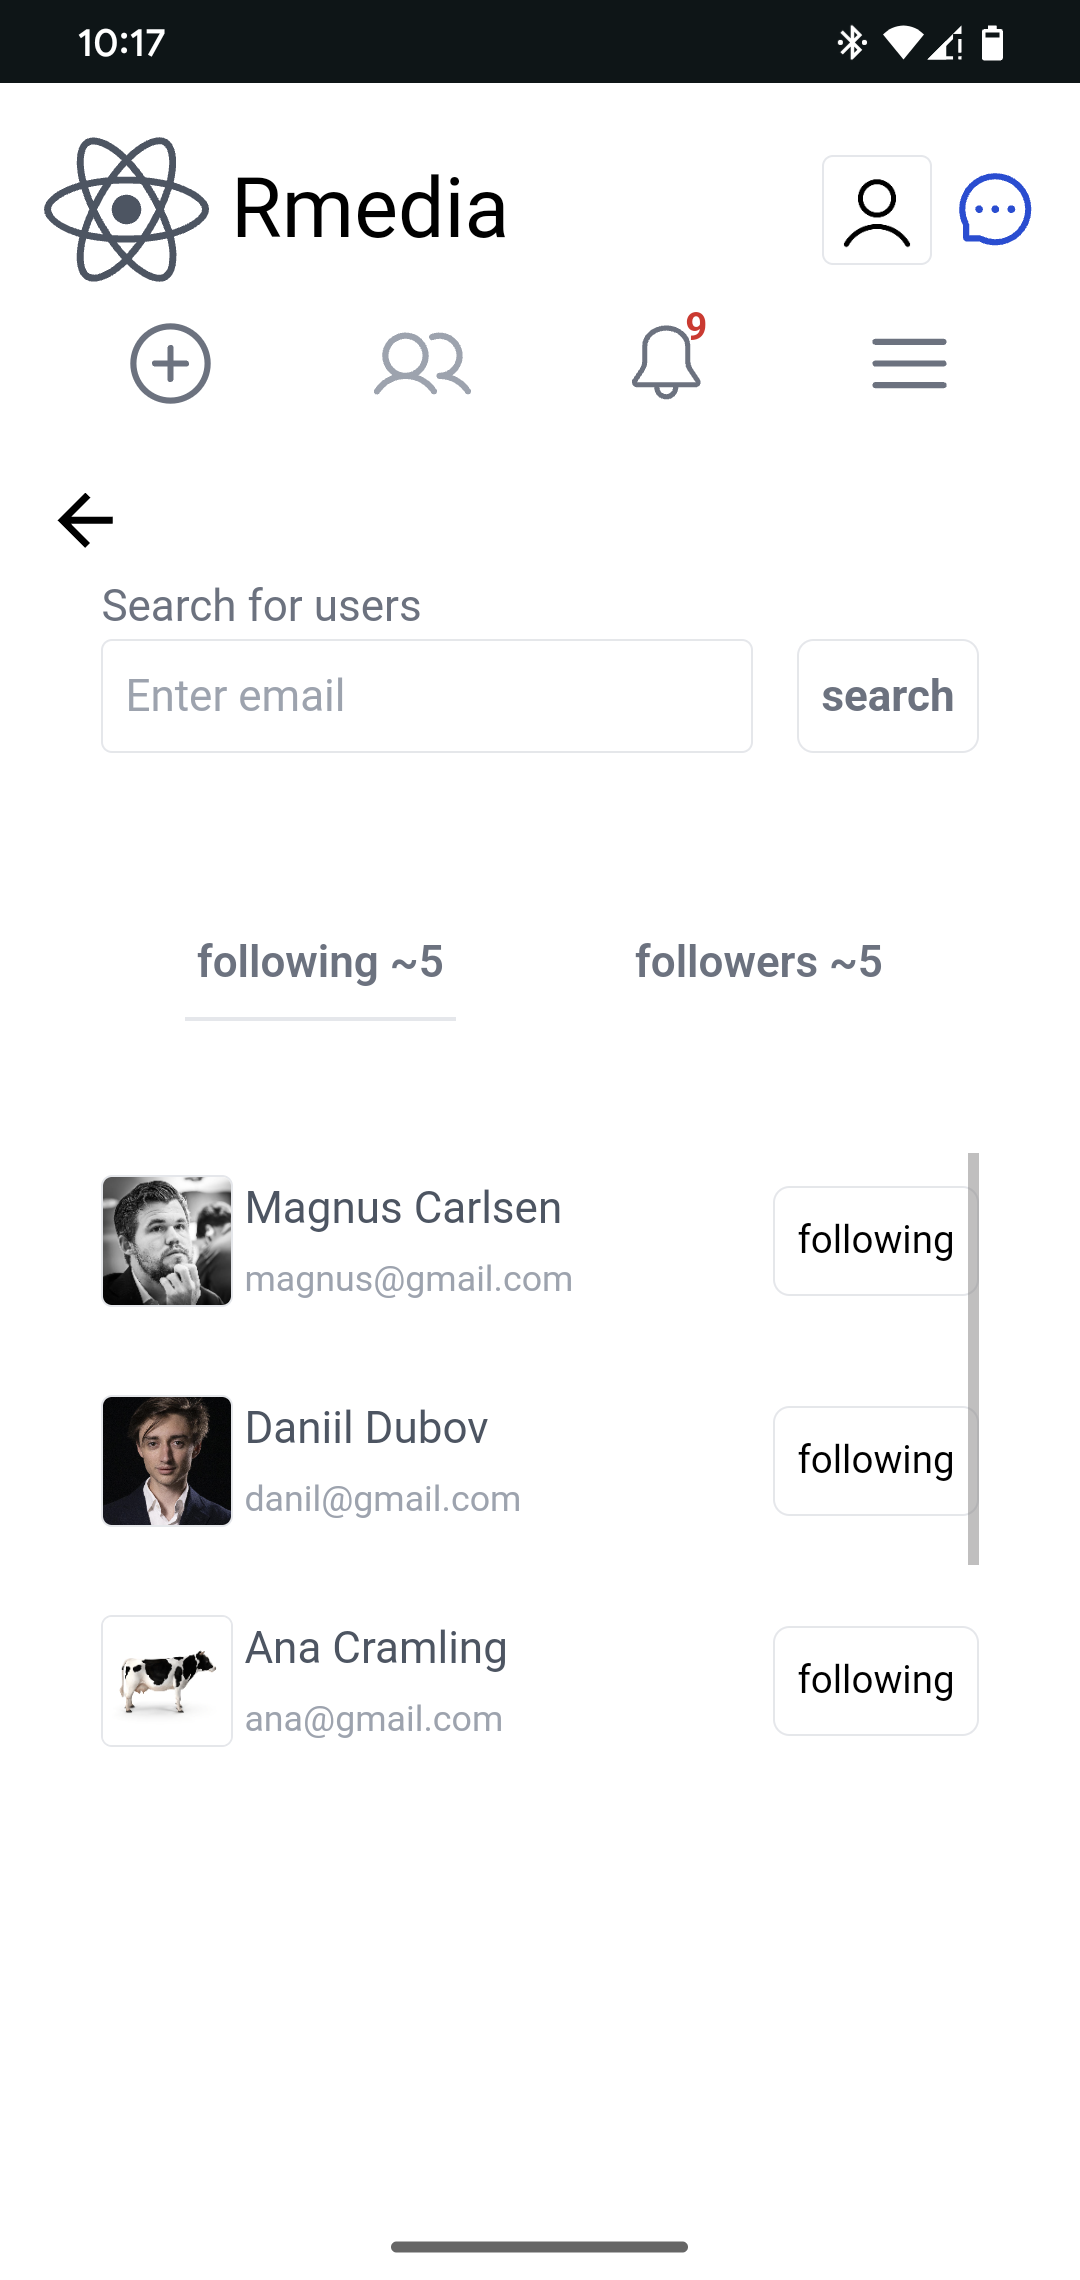 10:17
Rmedia
9
Search for users
Enter email
search
following ~5
followers ~5
Magnus Carlsen
following
magnus@gmail.com
Daniil Dubov
following
danil@gmail.com
Ana Cramling
following
ana@gmail.com